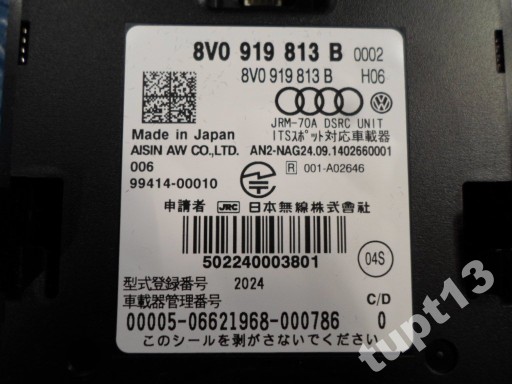 8V0 919 813 B 0002
8V0 919 813 B H06
JRM-70A DSRC UNIT
Made in Japan ITSスポット対応車載器
AISIN AW CO.,LTD. AN2-NAG24.09.1402660001
006 R 001-A02646
99414-00010
申請者 JRC 日本無線株式会社
502240003801 04S
型式登録番号 2024
車載器管理番号 C/D
00005-06621968-000786 0
このシールを剥がさないでください
tupt13